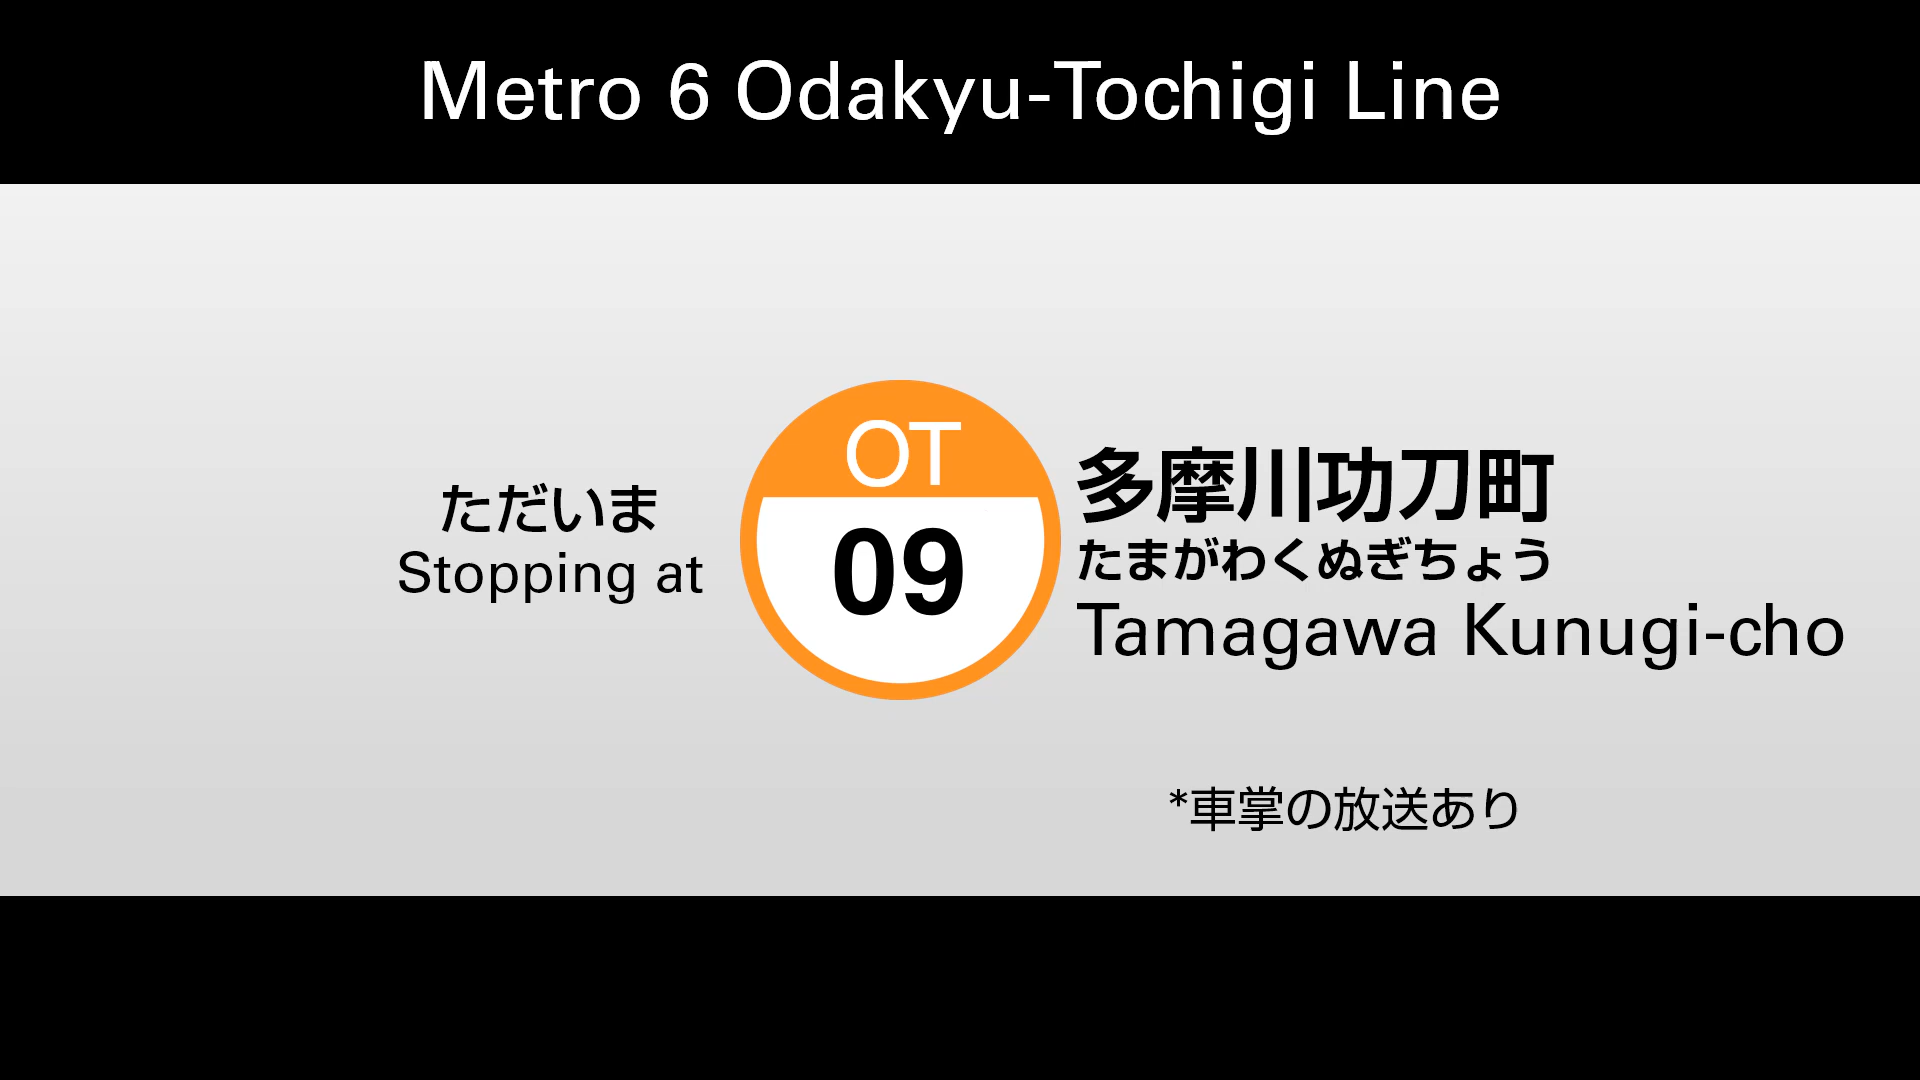 Metro 6 Odakyu-Tochigi Line
ただいま
Stopping at
OT
09
多摩川功刀町
たまがわくぬぎちょう
Tamagawa Kunugi-cho
*車掌の放送あり